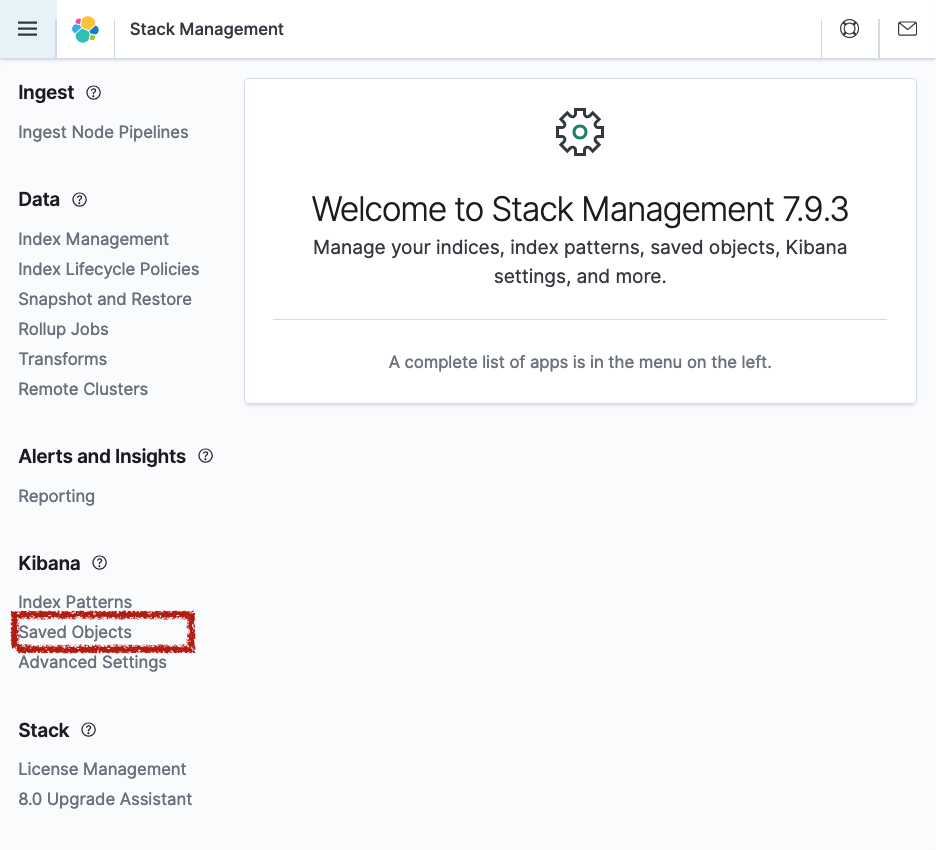 Stack Management
Ingest
Ingest Node Pipelines
Data
Index Management
Index Lifecycle Policies
Snapshot and Restore
Rollup Jobs
Transforms
Remote Clusters
Alerts and Insights
Reporting
Kibana
Index Patterns
Saved Objects
Advanced Settings
Stack
License Management
8.0 Upgrade Assistant
Welcome to Stack Management 7.9.3
Manage your indices, index patterns, saved objects, Kibana
settings, and more.
A complete list of apps is in the menu on the left.